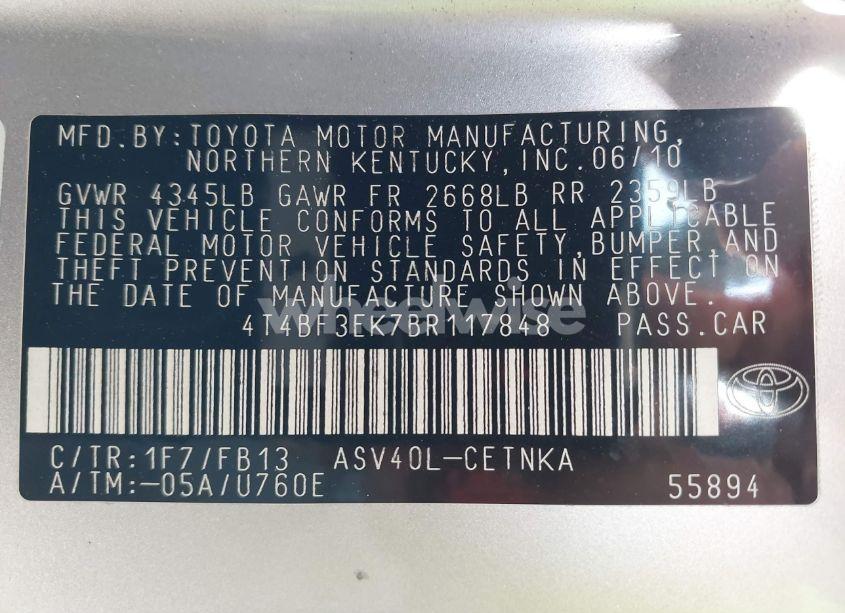 MFD.BY:TOYOTA MOTOR MANUFACTURING,
NORTHERN KENTUCKY,INC.06/10
GVWR 4345LB GAWR FR 2668LB RR 2359LB
THIS VEHICLE CONFORMS TO ALL APPLICABLE
FEDERAL MOTOR VEHICLE SAFETY,BUMPER,AND
THEFT PREVENTION STANDARDS IN EFFECT ON
THE DATE OF MANUFACTURE SHOWN ABOVE.
wheelwise
4T4BF3EK7BR117848 PASS.CAR
C/TR:1F7/FB13 ASV40L-CETNKA
A/TM:-05A/U760E 55894